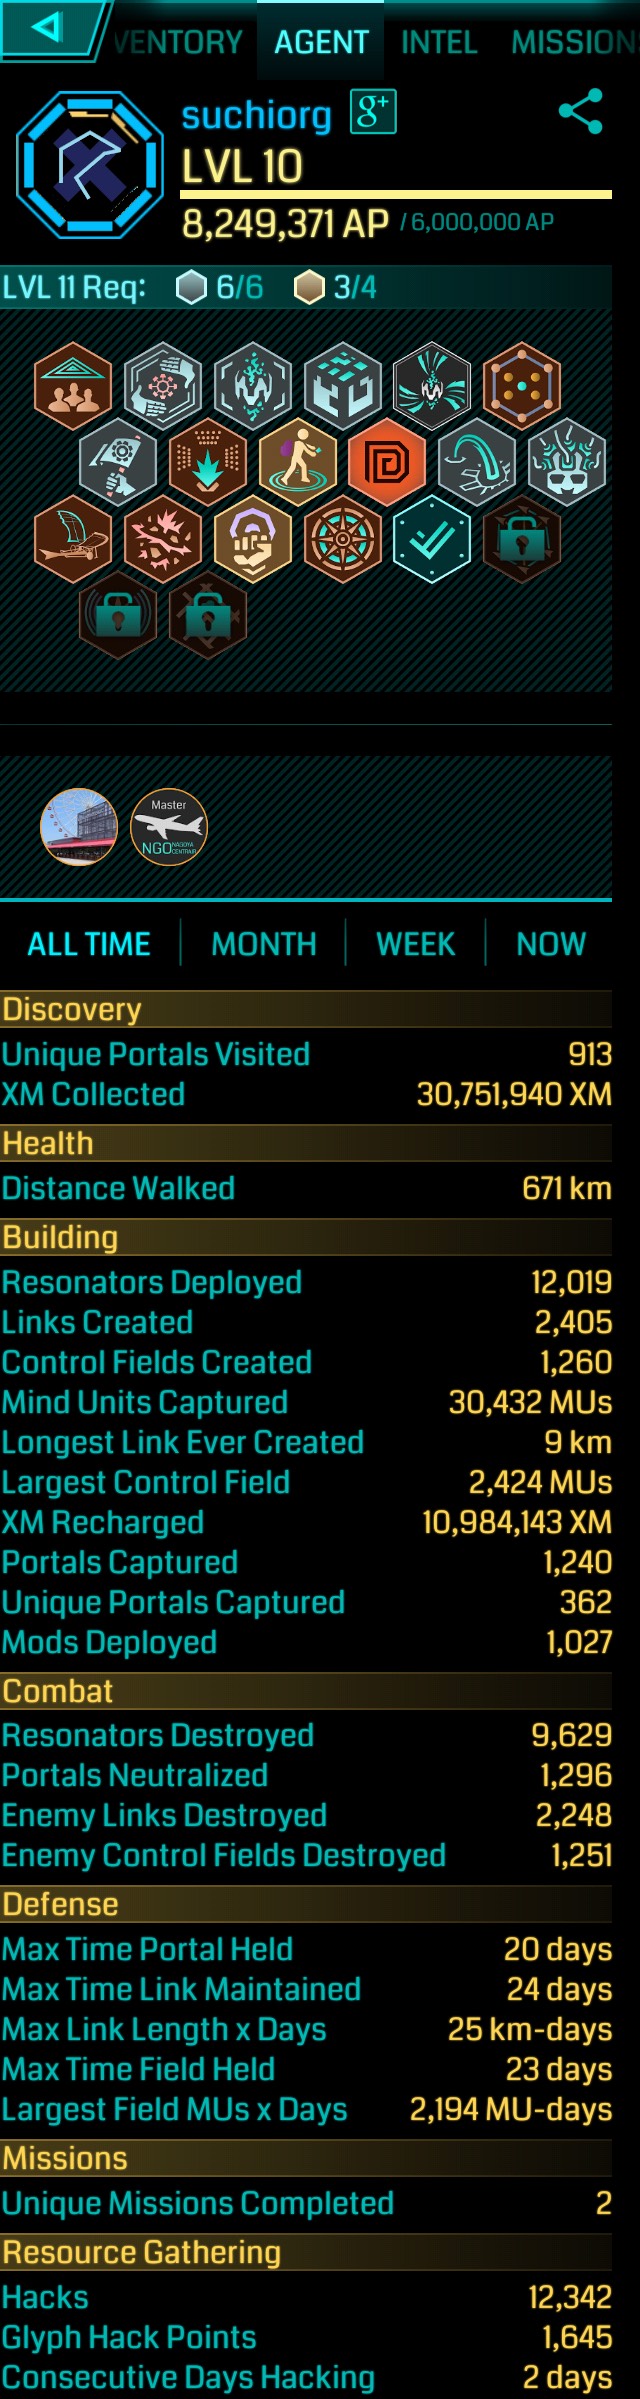 VENTORY AGENT INTEL MISSION
suchiorg g+
LVL 10
8,249,371 AP / 6,000,000 AP
LVL 11 Req: 6/6 3/4
Master
NGO NAGOYA CENTRAIR
ALL TIME MONTH WEEK NOW
Discovery
Unique Portals Visited 913
XM Collected 30,751,940 XM
Health
Distance Walked 671 km
Building
Resonators Deployed 12,019
Links Created 2,405
Control Fields Created 1,260
Mind Units Captured 30,432 MUs
Longest Link Ever Created 9 km
Largest Control Field 2,424 MUs
XM Recharged 10,984,143 XM
Portals Captured 1,240
Unique Portals Captured 362
Mods Deployed 1,027
Combat
Resonators Destroyed 9,629
Portals Neutralized 1,296
Enemy Links Destroyed 2,248
Enemy Control Fields Destroyed 1,251
Defense
Max Time Portal Held 20 days
Max Time Link Maintained 24 days
Max Link Length x Days 25 km-days
Max Time Field Held 23 days
Largest Field MUs x Days 2,194 MU-days
Missions
Unique Missions Completed 2
Resource Gathering
Hacks 12,342
Glyph Hack Points 1,645
Consecutive Days Hacking 2 days